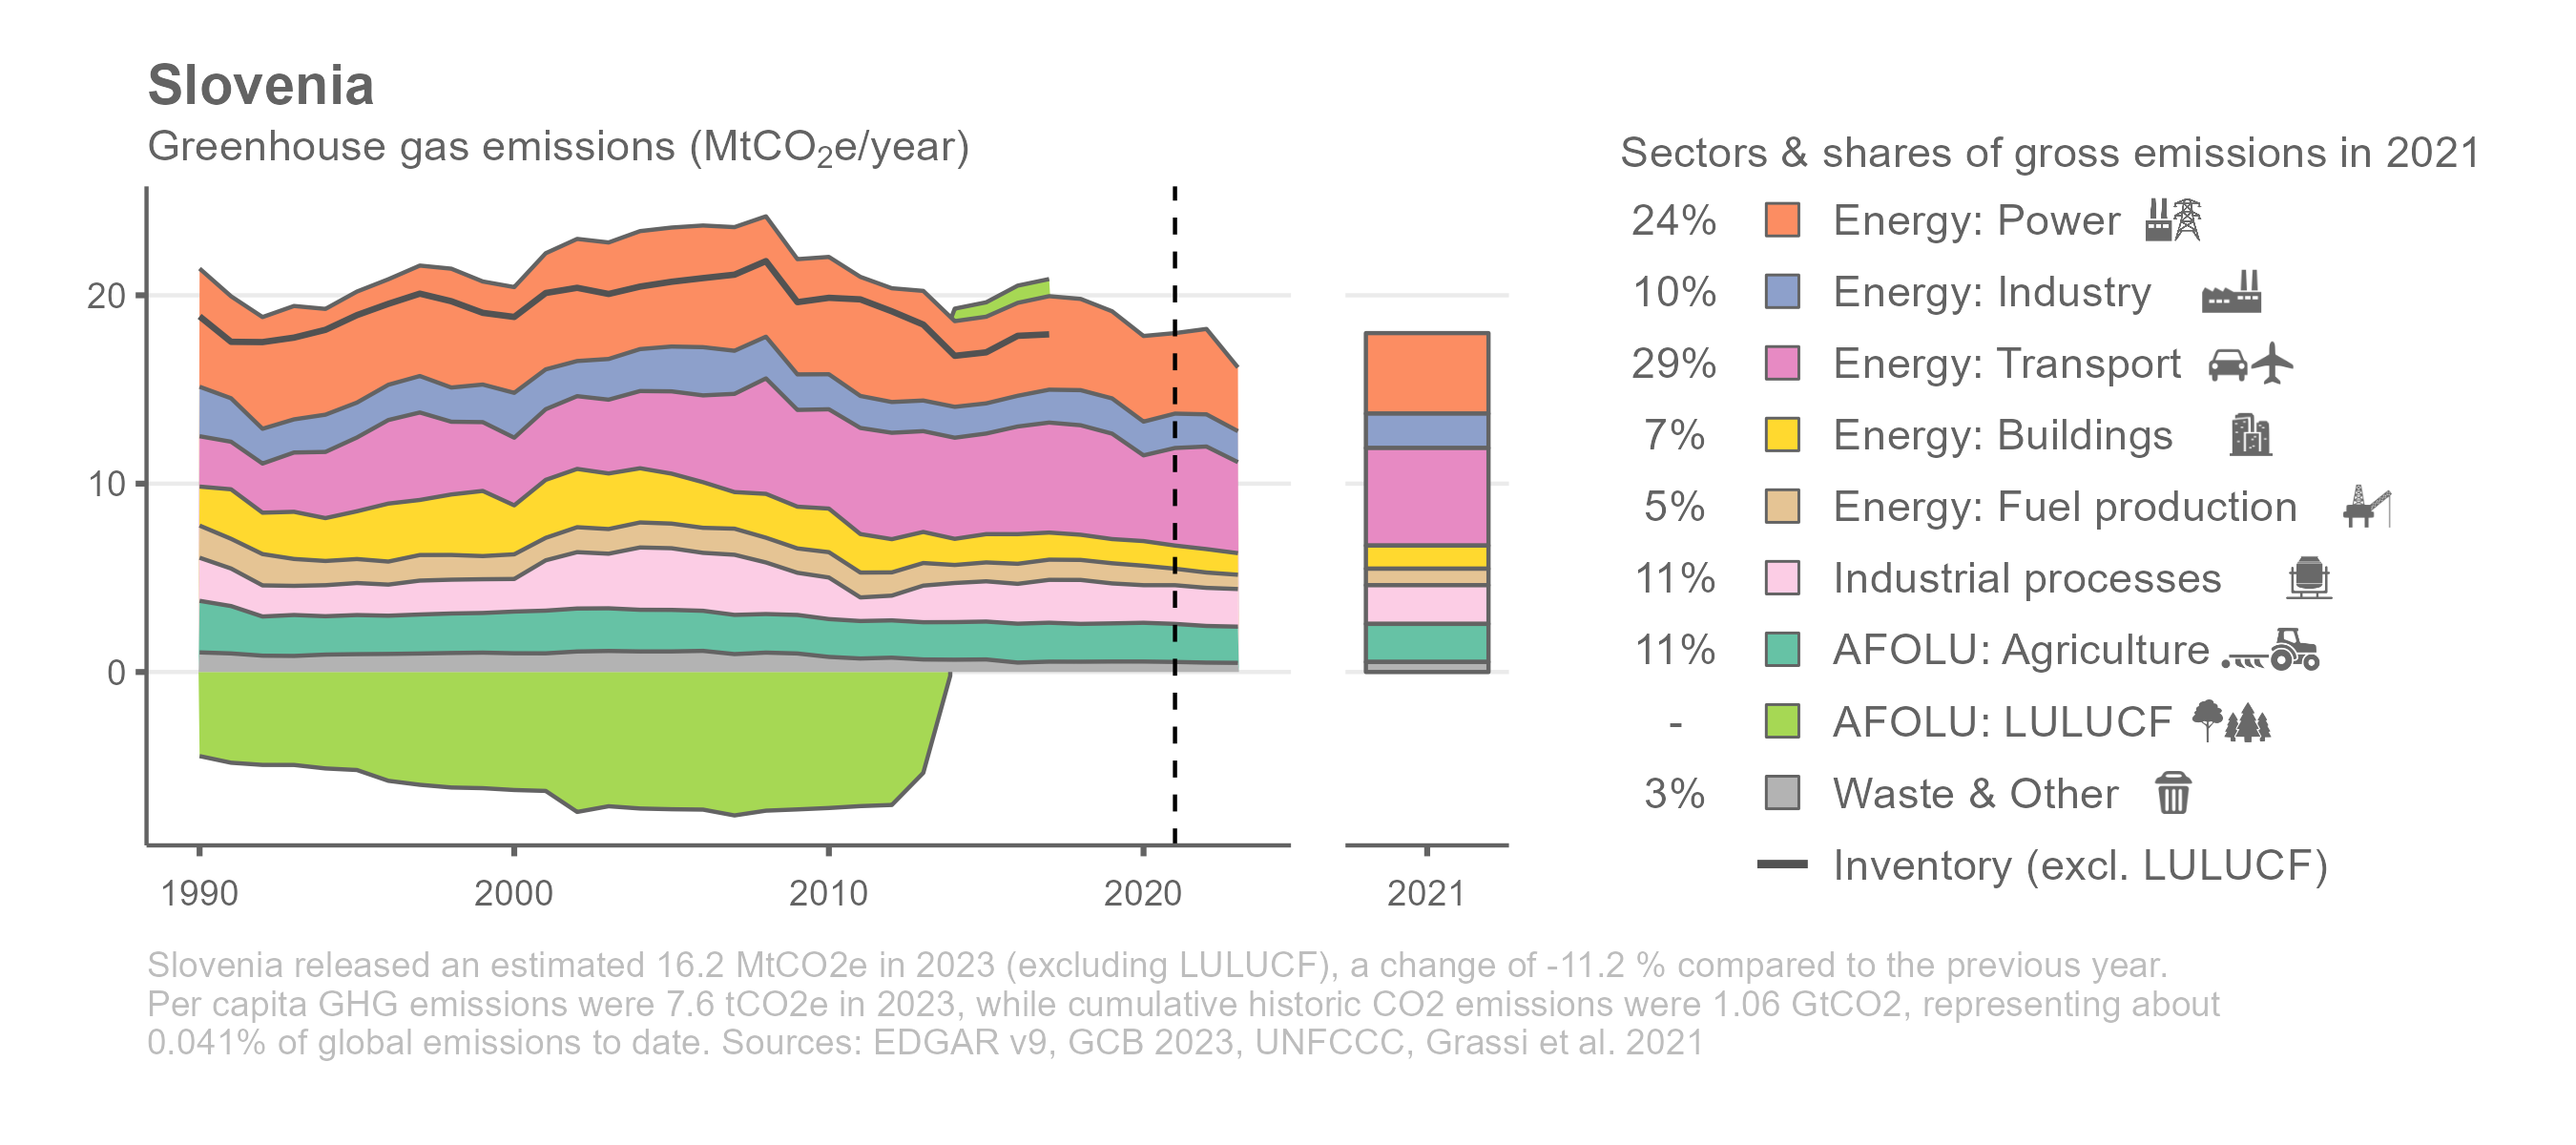 Slovenia
Greenhouse gas emissions (MtCO₂e/year)
20
10
0
1990
2000
2010
2020
2021
Sectors & shares of gross emissions in 2021
24% Energy: Power
10% Energy: Industry
29% Energy: Transport
7% Energy: Buildings
5% Energy: Fuel production
11% Industrial processes
11% AFOLU: Agriculture
- AFOLU: LULUCF
3% Waste & Other
Inventory (excl. LULUCF)
Slovenia released an estimated 16.2 MtCO2e in 2023 (excluding LULUCF), a change of -11.2 % compared to the previous year.
Per capita GHG emissions were 7.6 tCO2e in 2023, while cumulative historic CO2 emissions were 1.06 GtCO2, representing about
0.041% of global emissions to date. Sources: EDGAR v9, GCB 2023, UNFCCC, Grassi et al. 2021